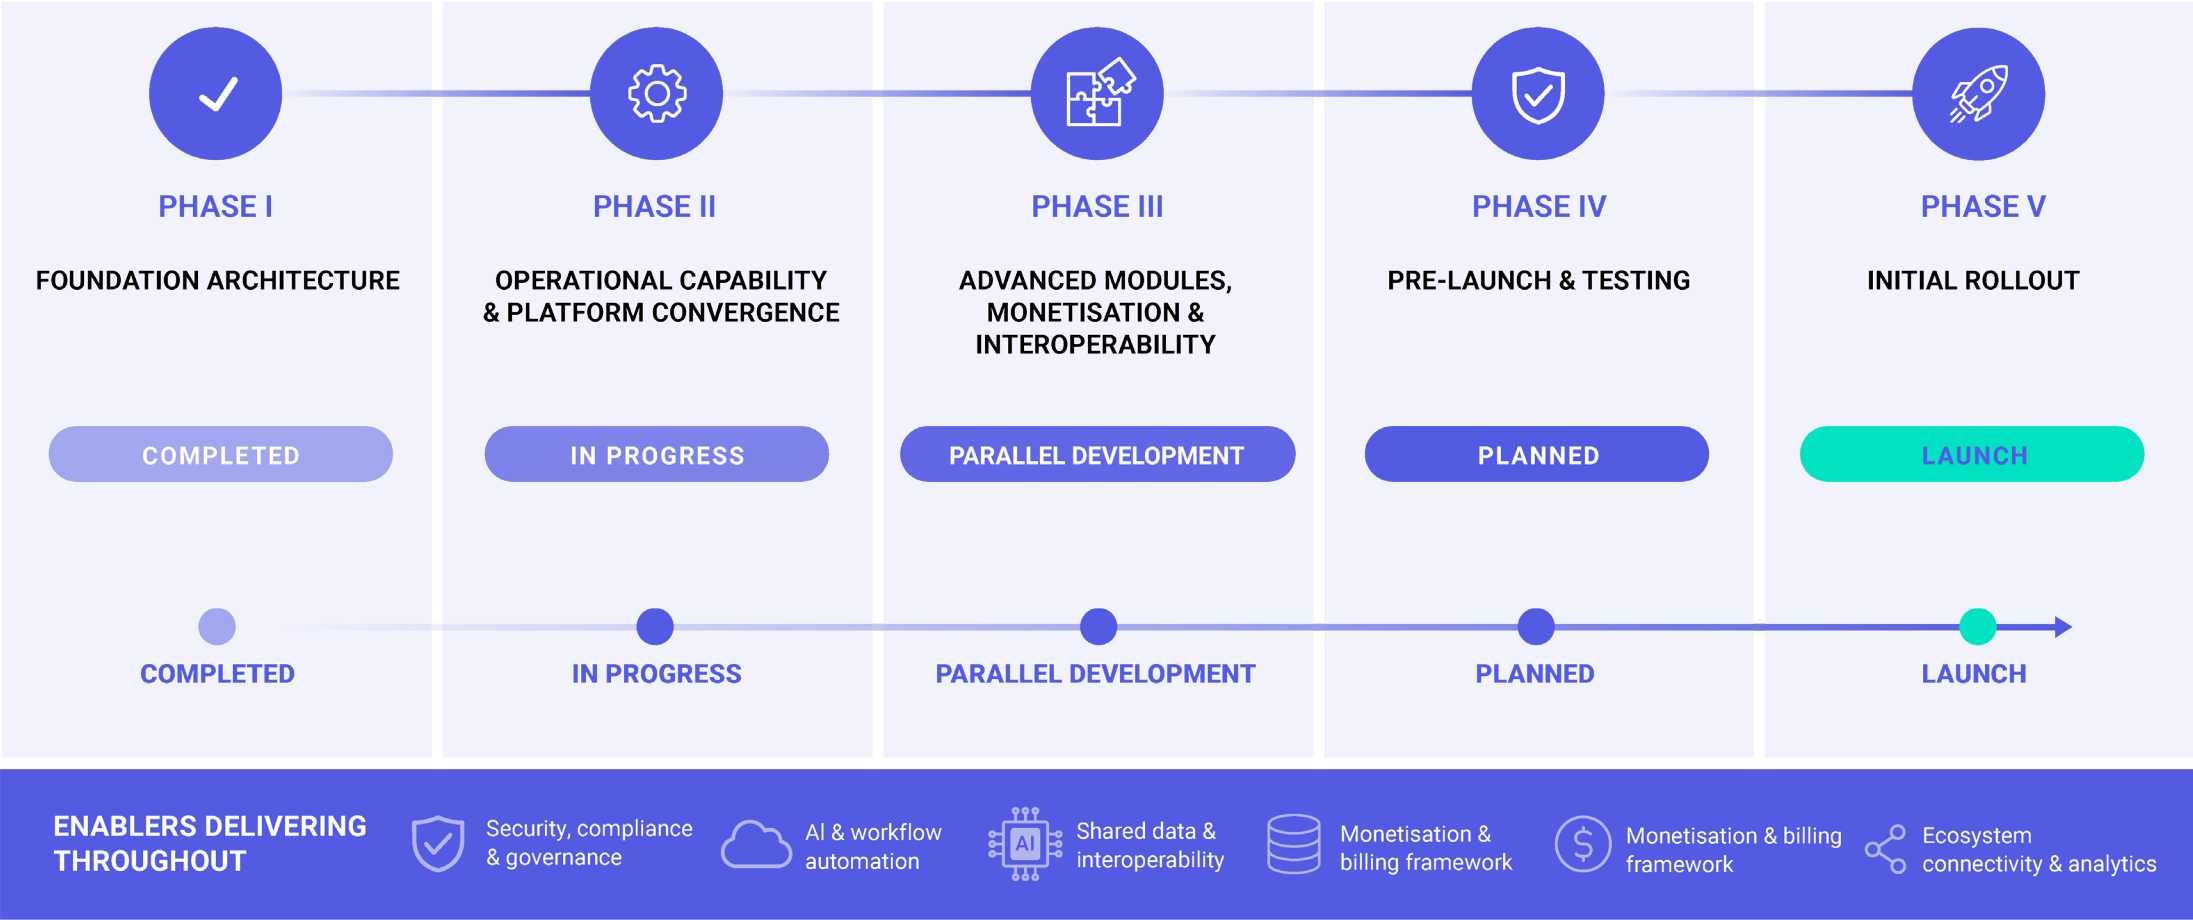 PHASE I
FOUNDATION ARCHITECTURE
COMPLETED
COMPLETED
PHASE II
OPERATIONAL CAPABILITY
& PLATFORM CONVERGENCE
IN PROGRESS
IN PROGRESS
PHASE III
ADVANCED MODULES,
MONETISATION &
INTEROPERABILITY
PARALLEL DEVELOPMENT
PARALLEL DEVELOPMENT
PHASE IV
PRE-LAUNCH & TESTING
PLANNED
PLANNED
PHASE V
INITIAL ROLLOUT
LAUNCH
LAUNCH
ENABLERS DELIVERING
THROUGHOUT
Security, compliance
& governance
AI & workflow
automation
AI
Shared data &
interoperability
Monetisation &
billing framework
$
Monetisation & billing
framework
Ecosystem
connectivity & analytics